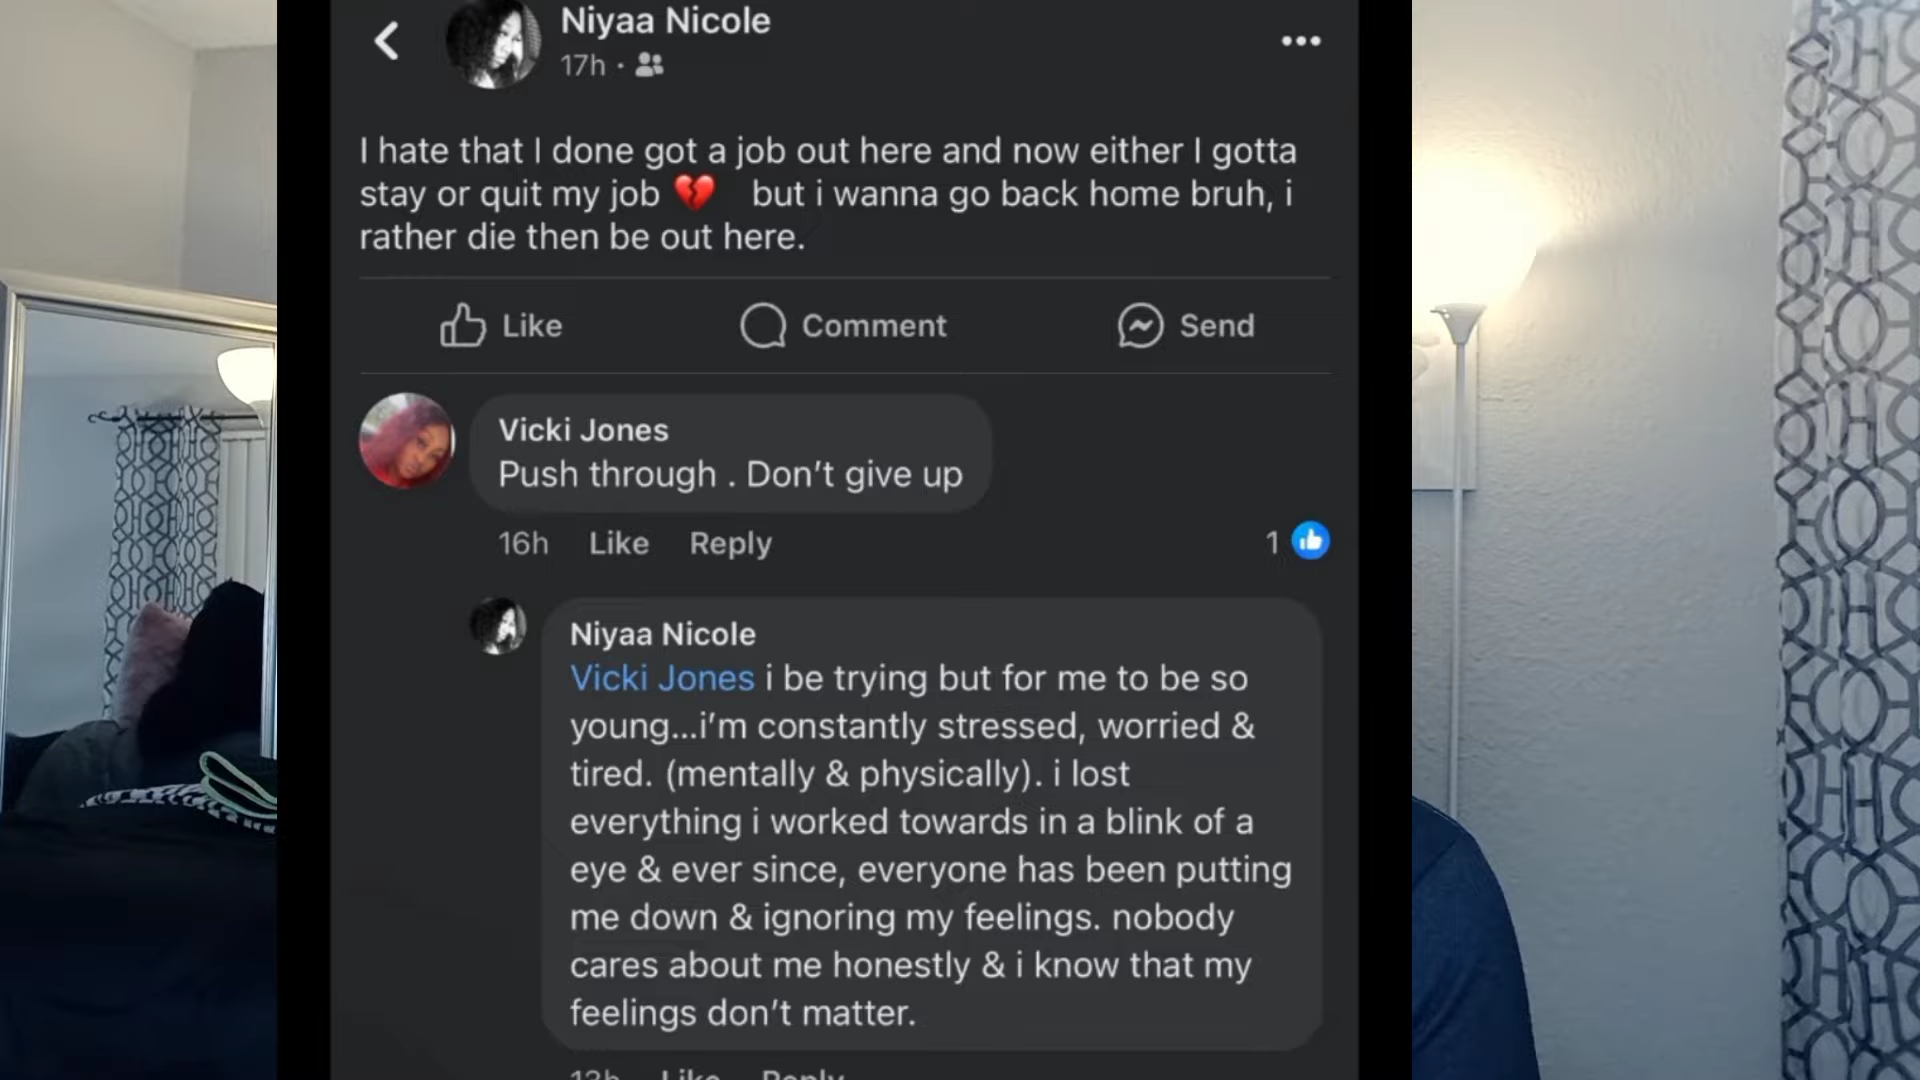 Niyaa Nicole
17h ·
I hate that I done got a job out here and now either I gotta
stay or quit my job 💔 but i wanna go back home bruh, i
rather die then be out here.
Like Comment Send
Vicki Jones
Push through . Don't give up
16h Like Reply 1
Niyaa Nicole
Vicki Jones i be trying but for me to be so
young...i'm constantly stressed, worried &
tired. (mentally & physically). i lost
everything i worked towards in a blink of a
eye & ever since, everyone has been putting
me down & ignoring my feelings. nobody
cares about me honestly & i know that my
feelings don't matter.
13h Like Reply